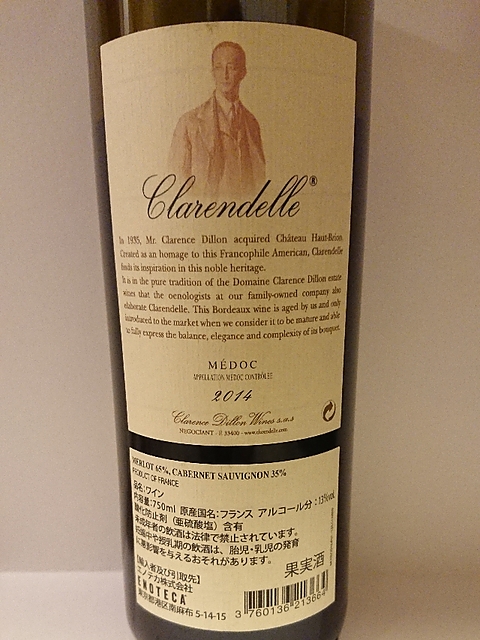 Clarendelle®
In 1935, Mr. Clarence Dillon acquired Château Haut-Brion.
Created as an homage to this Francophile American, Clarendelle
finds its inspiration in this noble heritage.
It is in the pure tradition of the Domaine Clarence Dillon estate
wines that the oenologists at our family-owned company also
elaborate Clarendelle. This Bordeaux wine is aged by us and only
introduced to the market when we consider it to be mature and able
to fully express the balance, elegance and complexity of its bouquet.
MÉDOC
APPELLATION MÉDOC CONTRÔLÉE
2014
Clarence Dillon Wines s.a.s
NEGOCIANT - F. 33400 - www.clarendelle.com
MERLOT 65%, CABERNET SAUVIGNON 35%
PRODUCT OF FRANCE
品名:ワイン
内容量:750ml 原産国名:フランス アルコール分:13%vol.
酸化防止剤(亜硫酸塩)含有
未成年者の飲酒は法律で禁止されています。
妊娠中や授乳期の飲酒は、胎児・乳児の発育
に悪影響を与えるおそれがあります。
果実酒
【輸入者及び引取先】
エノテカ株式会社
ENOTECA
東京都港区南麻布 5-14-15
3 760136 213664